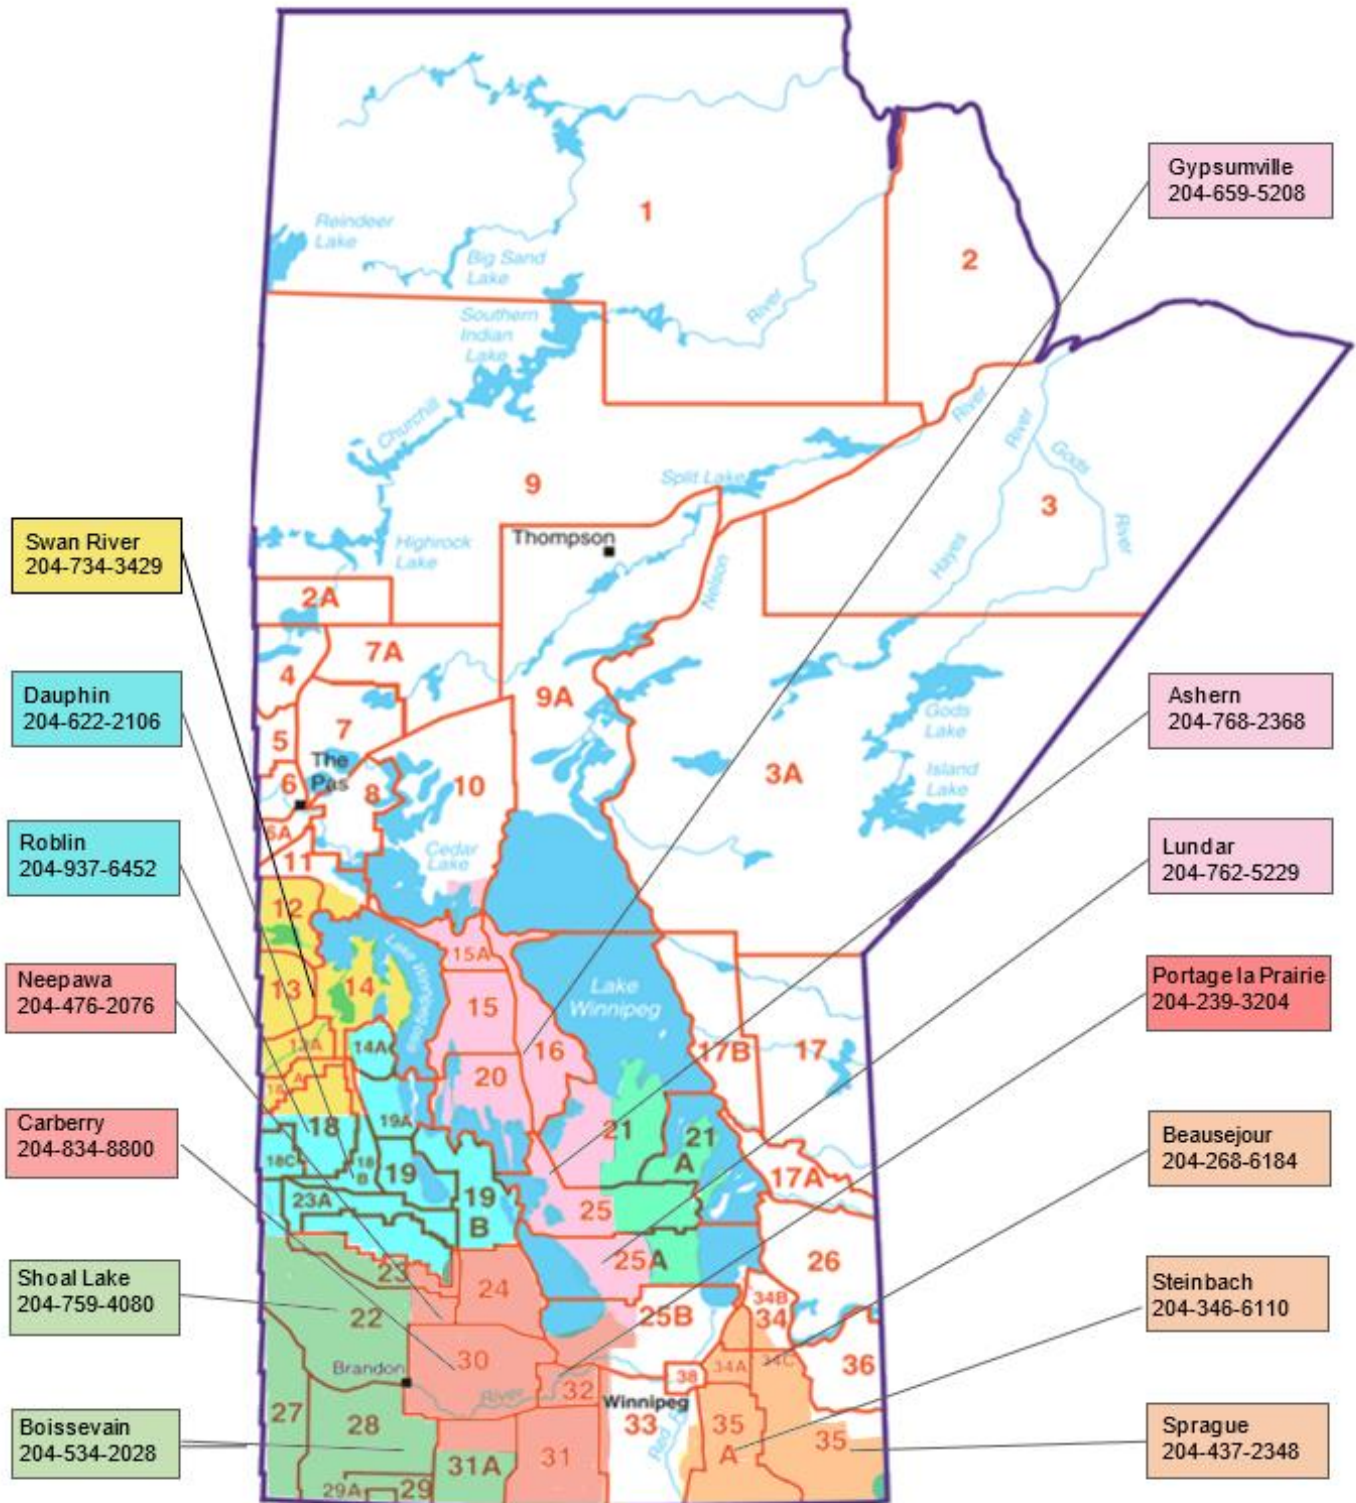 Gypsumville
204-659-5208
1
2
Reindeer
Lake
Big Sand
Lake
River
Southern
Indian
Lake
Churchill
River
River
Gods
River
Hayes
Split Lake
9
3
Swan River
204-734-3429
Thompson
Highrock
Lake
Nelson
2A
7A
4
Dauphin
204-622-2106
Ashern
204-768-2368
9A
7
5
Gods
Lake
The
Pas
6
8
10
3A
Island
Lake
Roblin
204-937-6452
6A
11
Cedar
Lake
Lundar
204-762-5229
12
Lake Winnipegosis
15A
Neepawa
204-476-2076
13
14
15
Lake
Winnipeg
Portage la Prairie
204-239-3204
13A
14A
16
17B
17
20
Carberry
204-834-8800
18
19A
21
21
A
Beausejour
204-268-6184
18C
18
B
19
17A
23A
19
B
25
Shoal Lake
204-759-4080
23
24
25A
26
Steinbach
204-346-6110
22
25B
34B
34
30
34A
34C
36
Brandon
River
32
38
Winnipeg
Boissevain
204-534-2028
27
28
33
Red
35
A
35
Sprague
204-437-2348
31A
31
29A
29